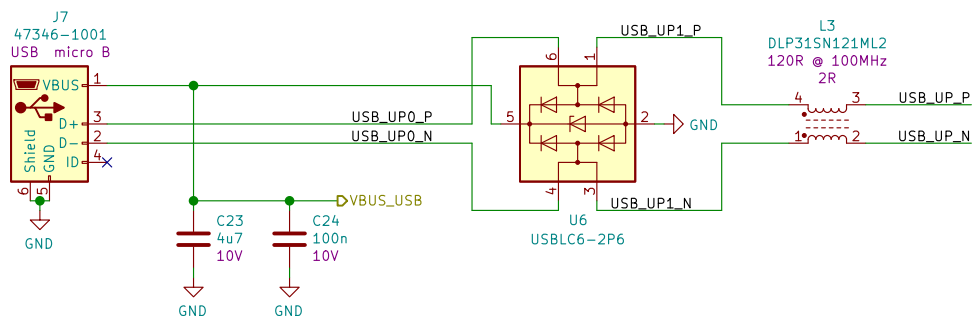 J7
47346-1001
USB micro B
VBUS
1
D+
3
D-
2
ID
4
Shield
GND
6
5
GND
USB_UP0_P
USB_UP0_N
VBUS_USB
C23
4u7
10V
GND
C24
100n
10V
GND
6
1
5
2
4
3
GND
U6
USBLC6-2P6
USB_UP1_P
USB_UP1_N
L3
DLP31SN121ML2
120R @ 100MHz
2R
4
3
1
2
USB_UP_P
USB_UP_N